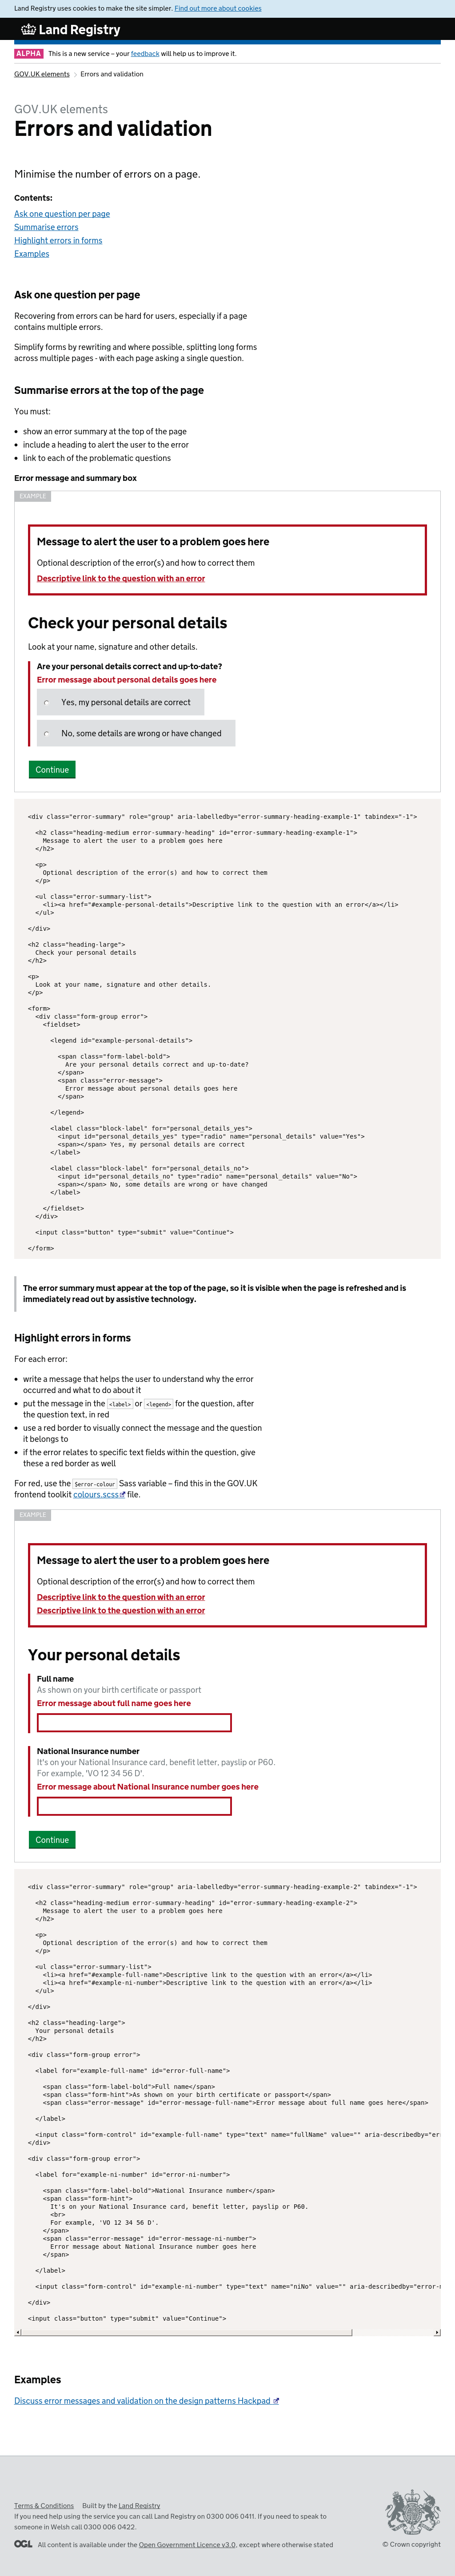 Land Registry uses cookies to make the site simpler. Find out more about cookies
Land Registry
ALPHA This is a new service – your feedback will help us to improve it.
GOV.UK elements Errors and validation
GOV.UK elements
Errors and validation
Minimise the number of errors on a page.
Contents:
Ask one question per page
Summarise errors
Highlight errors in forms
Examples
Ask one question per page
Recovering from errors can be hard for users, especially if a page
contains multiple errors.
Simplify forms by rewriting and where possible, splitting long forms
across multiple pages - with each page asking a single question.
Summarise errors at the top of the page
You must:
show an error summary at the top of the page
include a heading to alert the user to the error
link to each of the problematic questions
Error message and summary box
EXAMPLE
Message to alert the user to a problem goes here
Optional description of the error(s) and how to correct them
Descriptive link to the question with an error
Check your personal details
Look at your name, signature and other details.
Are your personal details correct and up-to-date?
Error message about personal details goes here
Yes, my personal details are correct
No, some details are wrong or have changed
Continue
<div class="error-summary" role="group" aria-labelledby="error-summary-heading-example-1" tabindex="-1">
<h2 class="heading-medium error-summary-heading" id="error-summary-heading-example-1">
Message to alert the user to a problem goes here
</h2>
<p>
Optional description of the error(s) and how to correct them
</p>
<ul class="error-summary-list">
<li><a href="#example-personal-details">Descriptive link to the question with an error</a></li>
</ul>
</div>
<h2 class="heading-large">
Check your personal details
</h2>
<p>
Look at your name, signature and other details.
</p>
<form>
<div class="form-group error">
<fieldset>
<legend id="example-personal-details">
<span class="form-label-bold">
Are your personal details correct and up-to-date?
</span>
<span class="error-message">
Error message about personal details goes here
</span>
</legend>
<label class="block-label" for="personal_details_yes">
<input id="personal_details_yes" type="radio" name="personal_details" value="Yes">
<span></span> Yes, my personal details are correct
</label>
<label class="block-label" for="personal_details_no">
<input id="personal_details_no" type="radio" name="personal_details" value="No">
<span></span> No, some details are wrong or have changed
</label>
</fieldset>
</div>
<input class="button" type="submit" value="Continue">
</form>
The error summary must appear at the top of the page, so it is visible when the page is refreshed and is
immediately read out by assistive technology.
Highlight errors in forms
For each error:
write a message that helps the user to understand why the error
occurred and what to do about it
put the message in the <label> or <legend> for the question, after
the question text, in red
use a red border to visually connect the message and the question
it belongs to
if the error relates to specific text fields within the question, give
these a red border as well
For red, use the $error-colour Sass variable – find this in the GOV.UK
frontend toolkit colours.scss file.
EXAMPLE
Message to alert the user to a problem goes here
Optional description of the error(s) and how to correct them
Descriptive link to the question with an error
Descriptive link to the question with an error
Your personal details
Full name
As shown on your birth certificate or passport
Error message about full name goes here
National Insurance number
It's on your National Insurance card, benefit letter, payslip or P60.
For example, 'VO 12 34 56 D'.
Error message about National Insurance number goes here
Continue
<div class="error-summary" role="group" aria-labelledby="error-summary-heading-example-2" tabindex="-1">
<h2 class="heading-medium error-summary-heading" id="error-summary-heading-example-2">
Message to alert the user to a problem goes here
</h2>
<p>
Optional description of the error(s) and how to correct them
</p>
<ul class="error-summary-list">
<li><a href="#example-full-name">Descriptive link to the question with an error</a></li>
<li><a href="#example-ni-number">Descriptive link to the question with an error</a></li>
</ul>
</div>
<h2 class="heading-large">
Your personal details
</h2>
<div class="form-group error">
<label for="example-full-name" id="error-full-name">
<span class="form-label-bold">Full name</span>
<span class="form-hint">As shown on your birth certificate or passport</span>
<span class="error-message" id="error-message-full-name">Error message about full name goes here</span>
</label>
<input class="form-control" id="example-full-name" type="text" name="fullName" value="" aria-describedby="err
</div>
<div class="form-group error">
<label for="example-ni-number" id="error-ni-number">
<span class="form-label-bold">National Insurance number</span>
<span class="form-hint">
It's on your National Insurance card, benefit letter, payslip or P60.
<br>
For example, 'VO 12 34 56 D'.
</span>
<span class="error-message" id="error-message-ni-number">
Error message about National Insurance number goes here
</span>
</label>
<input class="form-control" id="example-ni-number" type="text" name="niNo" value="" aria-describedby="error-m
</div>
<input class="button" type="submit" value="Continue">
Examples
Discuss error messages and validation on the design patterns Hackpad
Terms & Conditions Built by the Land Registry
If you need help using the service you can call Land Registry on 0300 006 0411. If you need to speak to
someone in Welsh call 0300 006 0422.
OGL All content is available under the Open Government Licence v3.0, except where otherwise stated
© Crown copyright